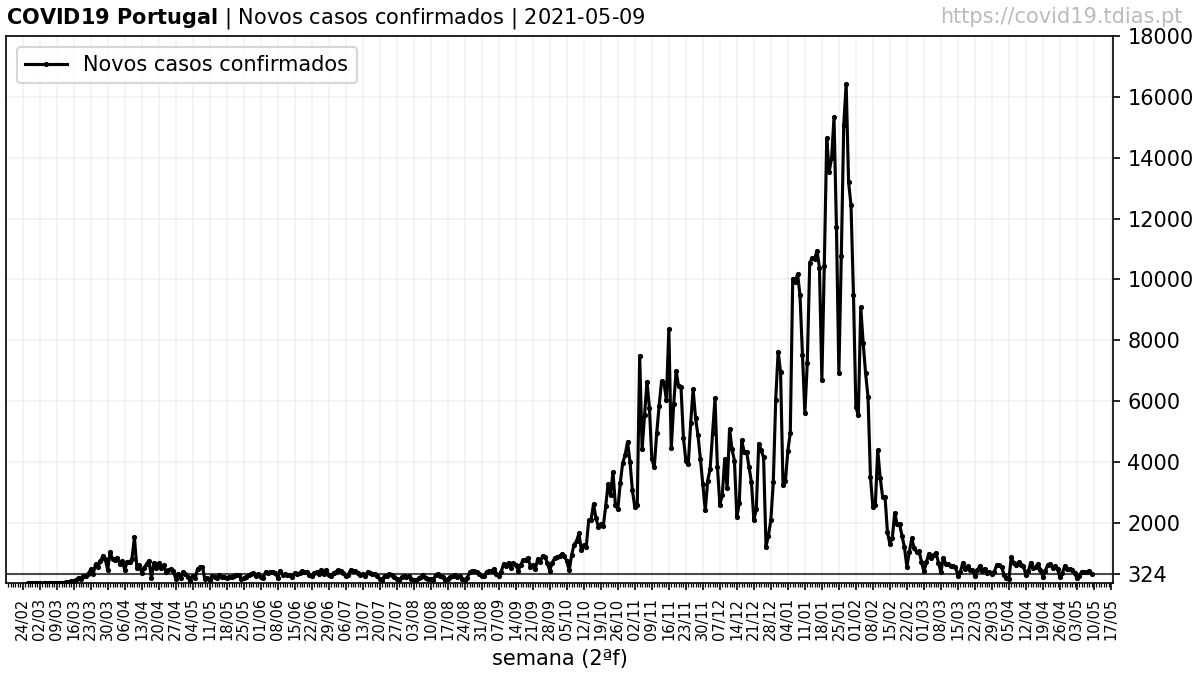 COVID19 Portugal | Novos casos confirmados | 2021-05-09
https://covid19.tdias.pt
Novos casos confirmados
18000
16000
14000
12000
10000
8000
6000
4000
2000
324
24/02 02/03 09/03 16/03 23/03 30/03 06/04 13/04 20/04 27/04 04/05 11/05 18/05 25/05 01/06 08/06 15/06 22/06 29/06 06/07 13/07 20/07 27/07 03/08 10/08 17/08 24/08 31/08 07/09 14/09 21/09 28/09 05/10 12/10 19/10 26/10 02/11 09/11 16/11 23/11 30/11 07/12 14/12 21/12 28/12 04/01 11/01 18/01 25/01 01/02 08/02 15/02 22/02 01/03 08/03 15/03 22/03 29/03 05/04 12/04 19/04 26/04 03/05 10/05 17/05
semana (2ªf)